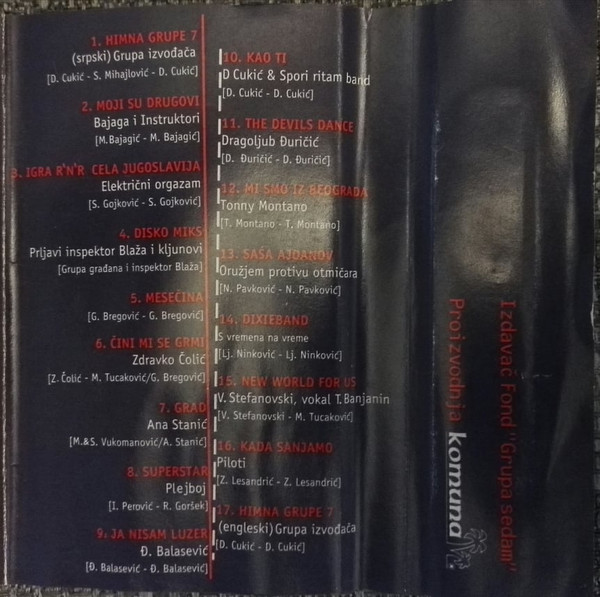 1. HIMNA GRUPE 7
(srpski) Grupa izvođača
[D. Cukić - S. Mihajlović - D. Cukić]
2. MOJI SU DRUGOVI
Bajaga i Instruktori
[M.Bajagić - M. Bajagić]
3. IGRA R'N'R CELA JUGOSLAVIJA
Električni orgazam
[S. Gojković - S. Gojković]
4. DISKO MIKS
Prljavi inspektor Blaža i kljunovi
[Grupa građana i inspektor Blaža]
5. MESEČINA
[G. Bregović - G. Bregović]
6. ČINI MI SE GRMI
Zdravko Čolić
[Z. Čolić - M. Tucaković/G. Bregović]
7. GRAD
Ana Stanić
[M.&S. Vukomanović/A. Stanić]
8. SUPERSTAR
Plejboj
[I. Perović - R. Goršek]
9. JA NISAM LUZER
Đ. Balasević
[Đ. Balasević - Đ. Balasević]
10. KAO TI
D Cukić & Spori ritam band
[D. Cukić - D. Cukić]
11. THE DEVILS DANCE
Dragoljub Đuričić
[D. Đuričić - D. Đuričić]
12. MI SMO IZ BEOGRADA
Tonny Montano
[T. Montano - T. Montano]
13. SAŠA AJDANOV
Oružjem protivu otmičara
[N. Pavković - N. Pavković]
14. DIXIEBAND
S vremena na vreme
[Lj. Ninković - Lj. Ninković]
15. NEW WORLD FOR US
V. Stefanovski, vokal T. Banjanin
[V. Stefanovski - M. Tucaković]
16. KADA SANJAMO
Piloti
[Z. Lesandrić - Z. Lesandrić]
17. HIMNA GRUPE 7
(engleski) Grupa izvođača
[D. Cukić - D. Cukić]
Izdavač fond "Grupa sedam"
Proizvodnja komuna